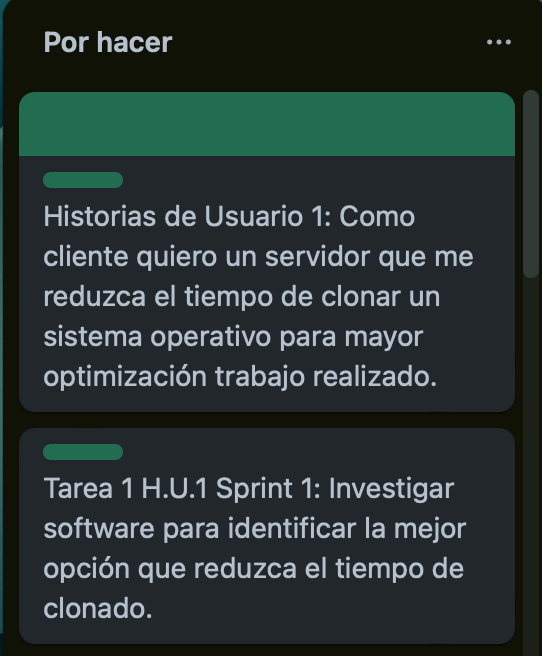 Por hacer
Historias de Usuario 1: Como
cliente quiero un servidor que me
reduzca el tiempo de clonar un
sistema operativo para mayor
optimización trabajo realizado.
Tarea 1 H.U.1 Sprint 1: Investigar
software para identificar la mejor
opción que reduzca el tiempo de
clonado.